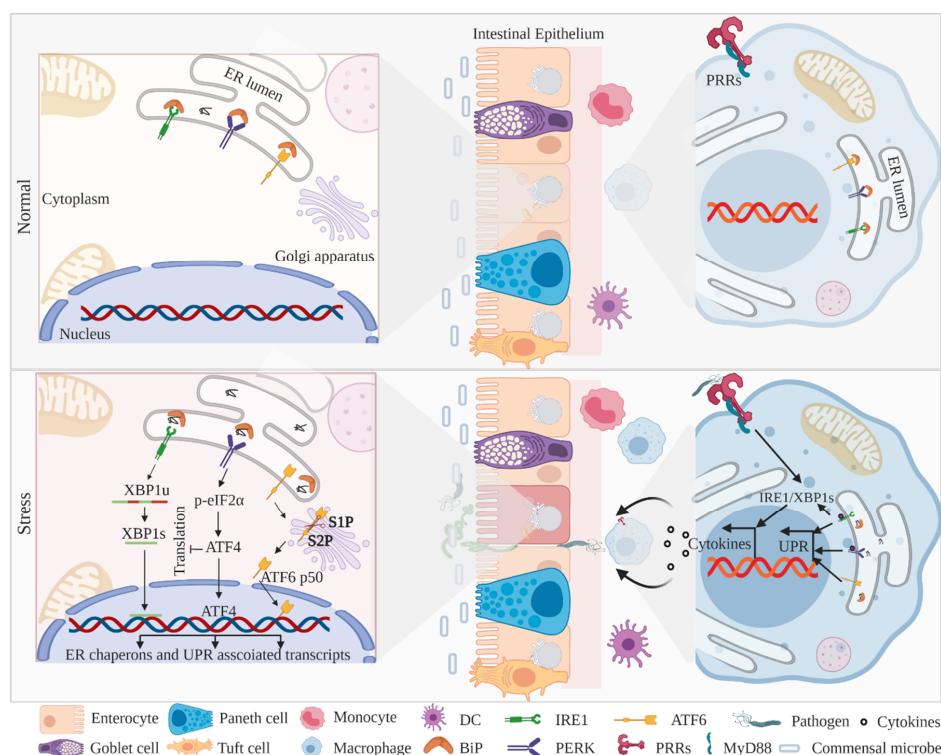 Intestinal Epithelium
Normal
ER lumen
Cytoplasm
Golgi apparatus
Nucleus
PRRs
ER lumen
Stress
XBP1u
XBP1s
Translation
p-eIF2α
ATF4
ATF4
S1P
S2P
ATF6 p50
ER chaperons and UPR asscoiated transcripts
IRE1/XBP1s
Cytokines
UPR
Enterocyte
Paneth cell
Monocyte
DC
IRE1
ATF6
Pathogen
Cytokines
Goblet cell
Tuft cell
Macrophage
BiP
PERK
PRRs
MyD88
Commensal microbe